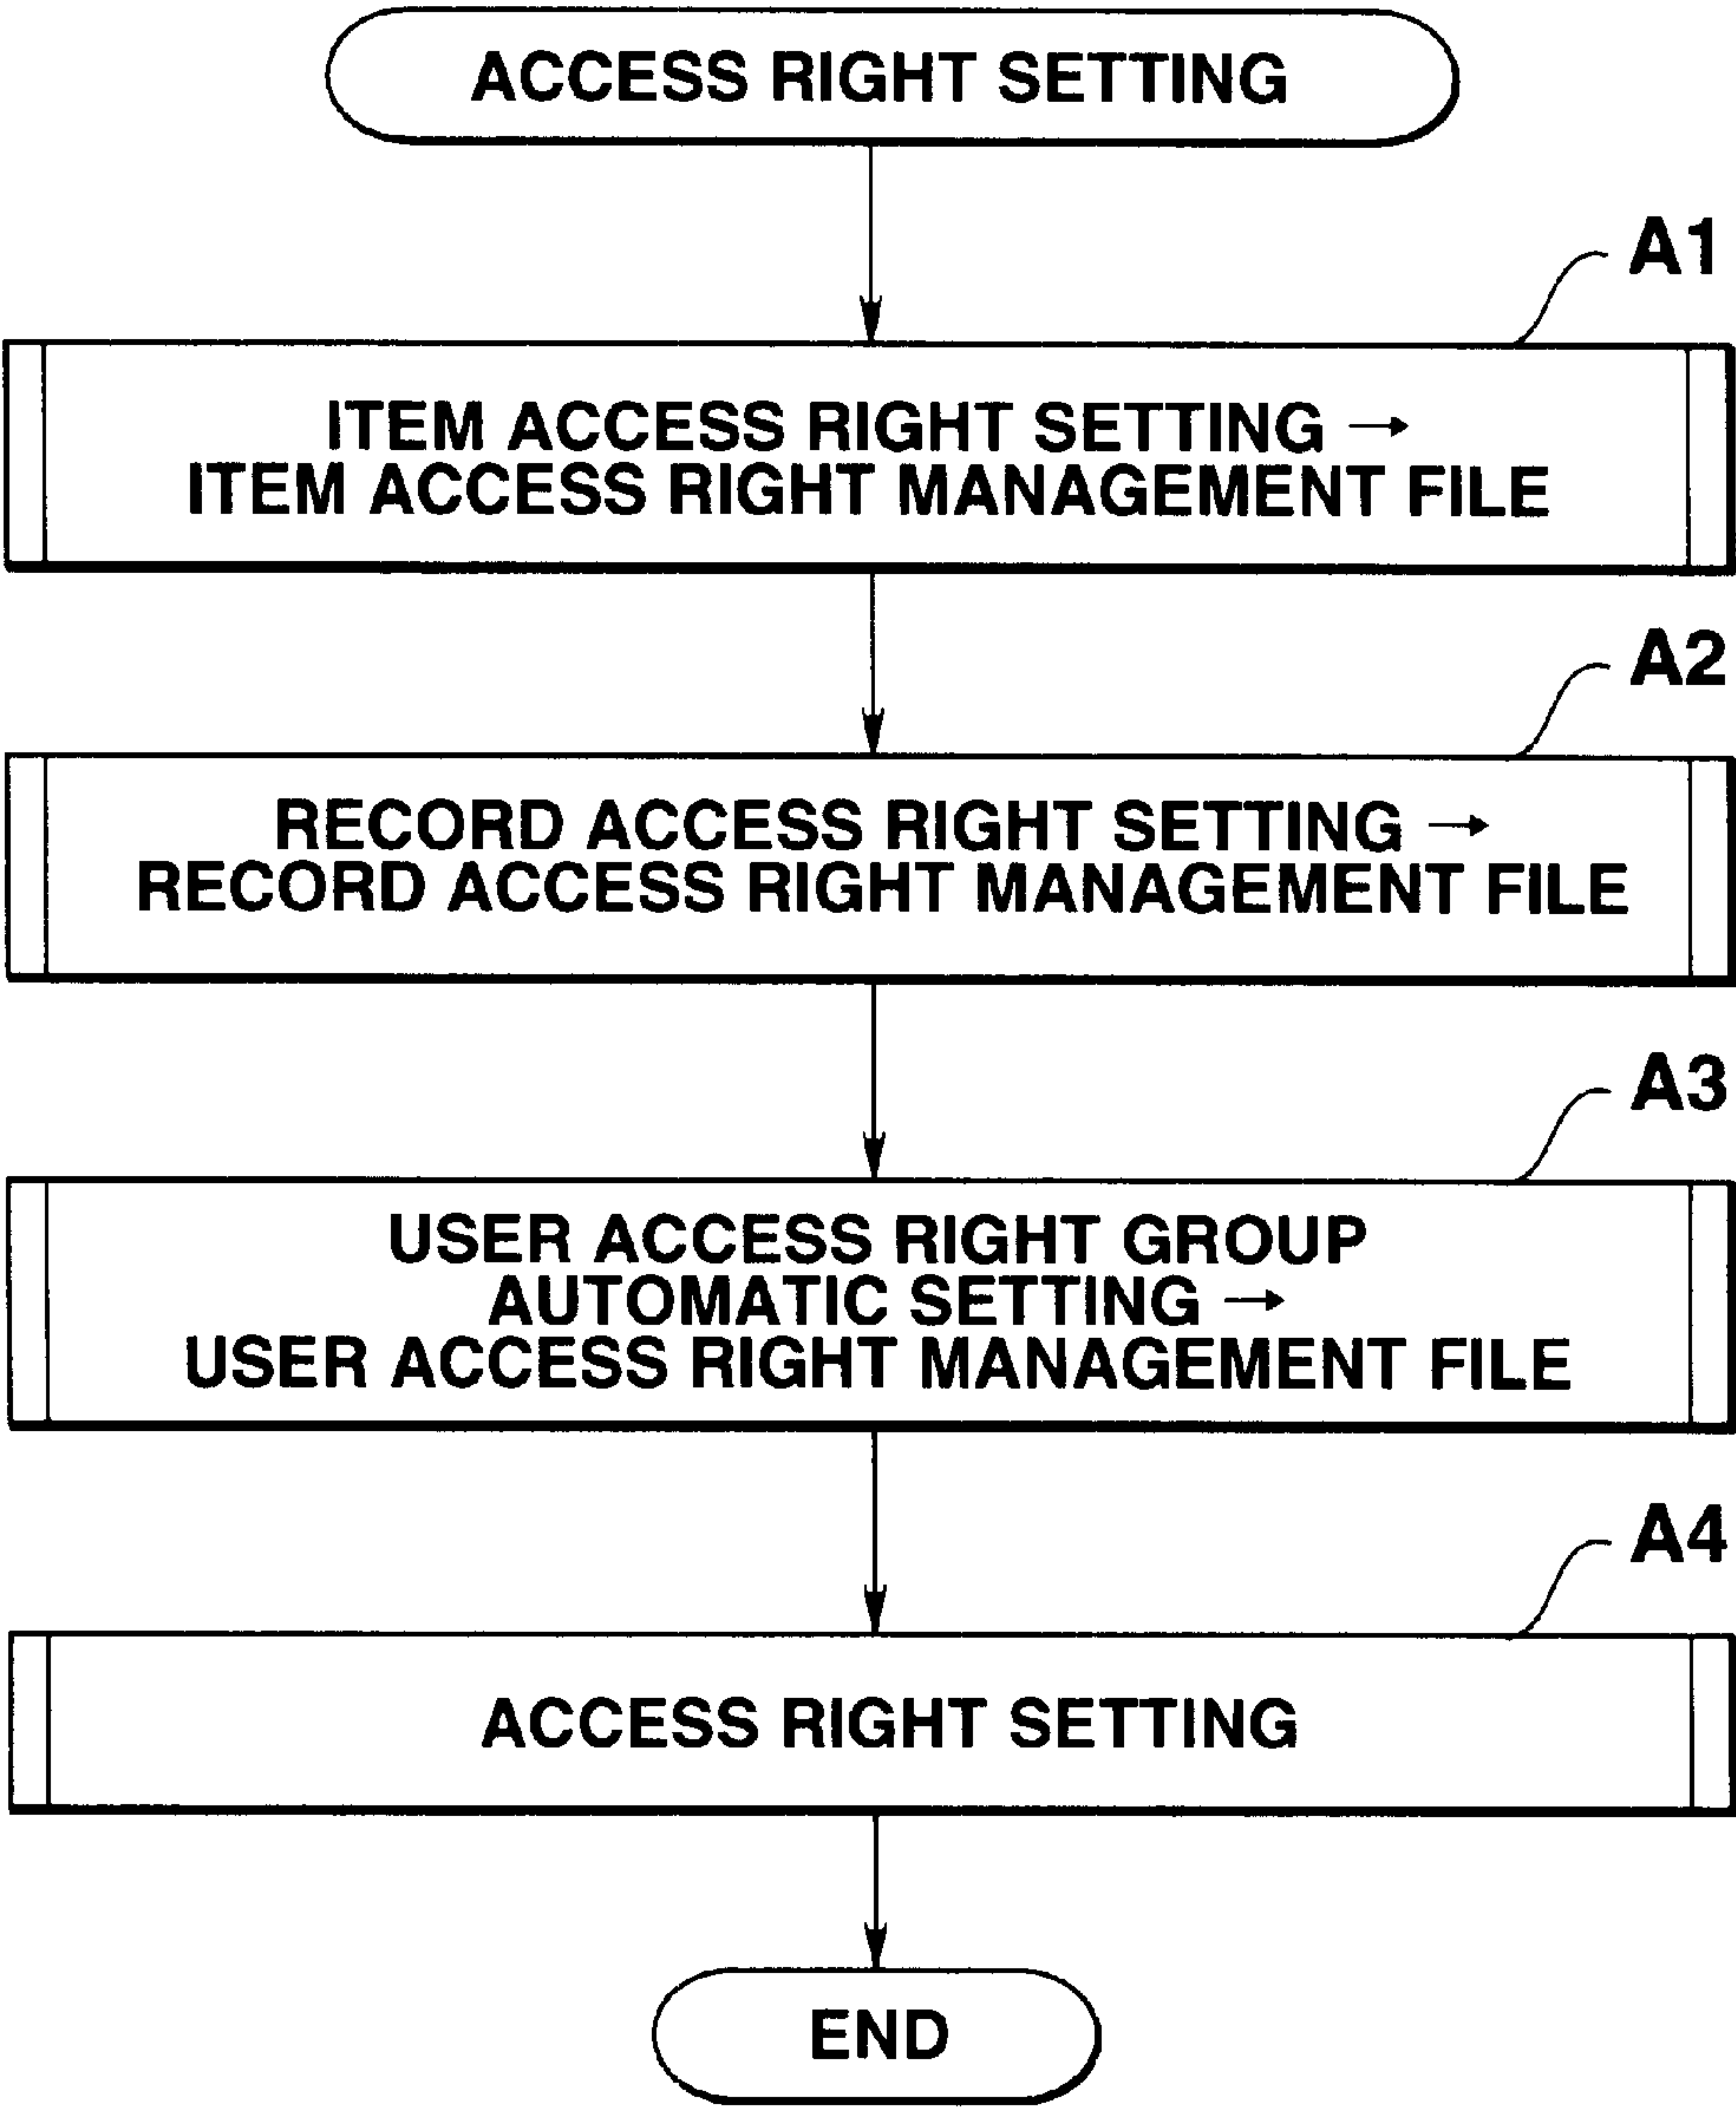 ACCESS RIGHT SETTING
A1
ITEM ACCESS RIGHT SETTING →
ITEM ACCESS RIGHT MANAGEMENT FILE
A2
RECORD ACCESS RIGHT SETTING →
RECORD ACCESS RIGHT MANAGEMENT FILE
A3
USER ACCESS RIGHT GROUP
AUTOMATIC SETTING →
USER ACCESS RIGHT MANAGEMENT FILE
A4
ACCESS RIGHT SETTING
END